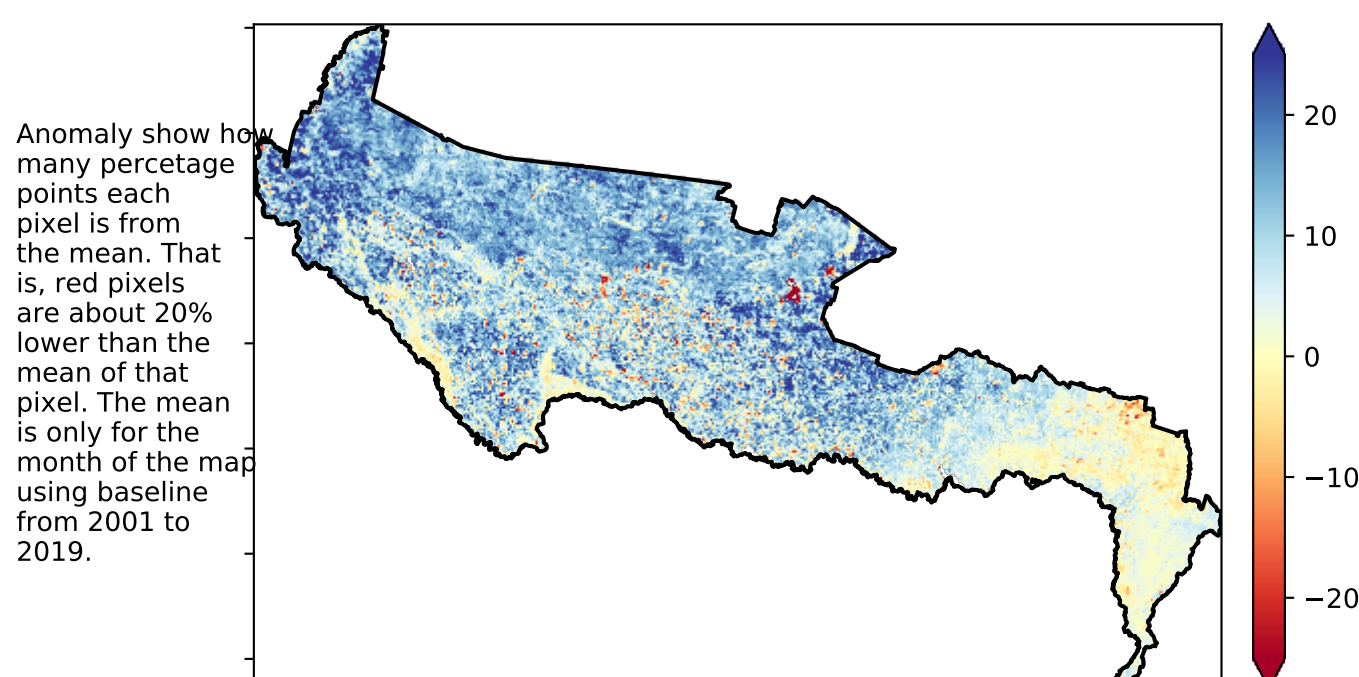 Anomaly show how
many percetage
points each
pixel is from
the mean. That
is, red pixels
are about 20%
lower than the
mean of that
pixel. The mean
is only for the
month of the map
using baseline
from 2001 to
2019.
20
10
0
−10
−20